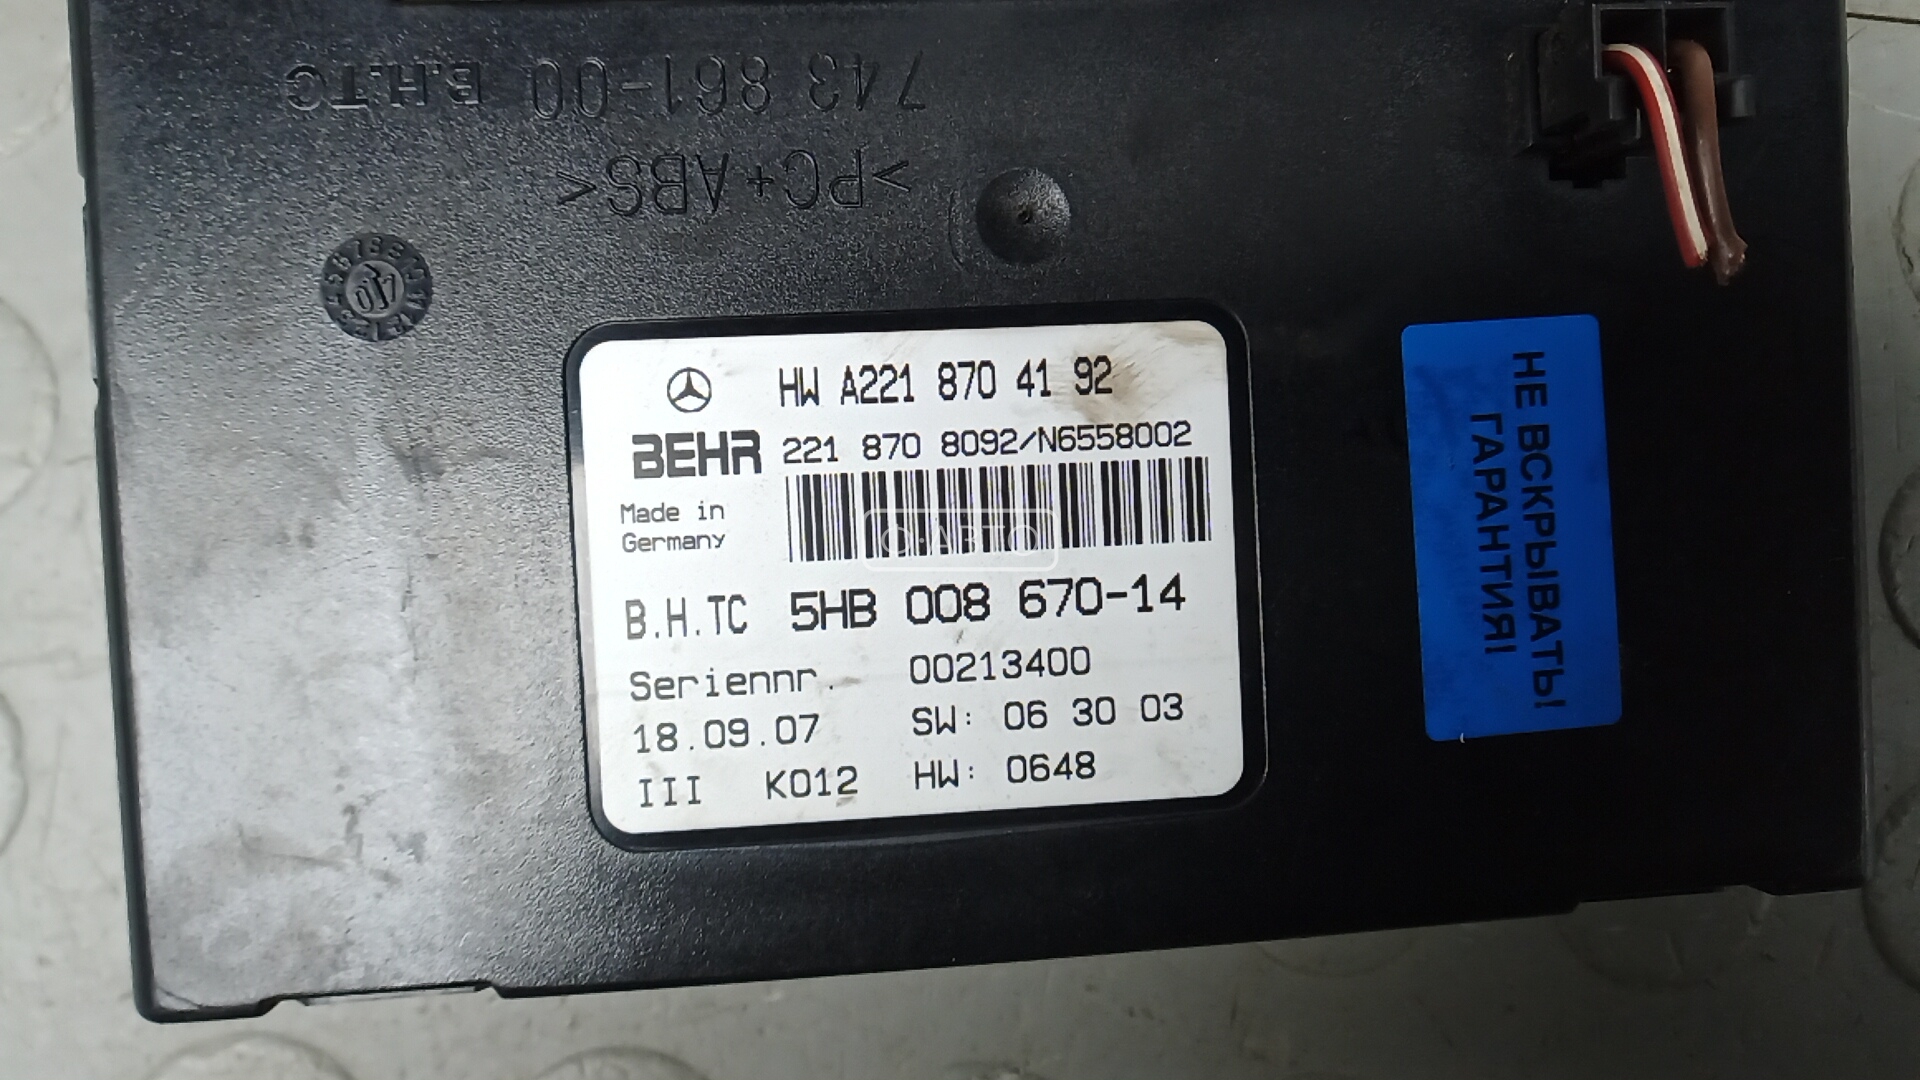 743 861-00 B.H.TC
>PC+ABS<
07
HW A221 870 41 92
BEHR 221 870 8092/N6558002
Made in
Germany
С·АВТО
B.H.TC 5HB 008 670-14
Seriennr. 00213400
18.09.07 SW: 06 30 03
III K012 HW: 0648
НЕ ВСКРЫВАТЬ!
ГАРАНТИЯ!